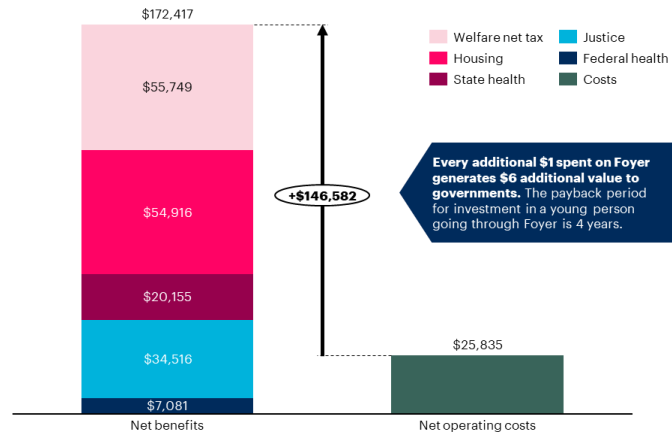 $172,417
Welfare net tax
Justice
Housing
Federal health
State health
Costs
$55,749
Every additional $1 spent on Foyer
generates $6 additional value to
governments. The payback period
for investment in a young person
going through Foyer is 4 years.
+$146,582
$54,916
$20,155
$25,835
$34,516
$7,081
Net benefits
Net operating costs